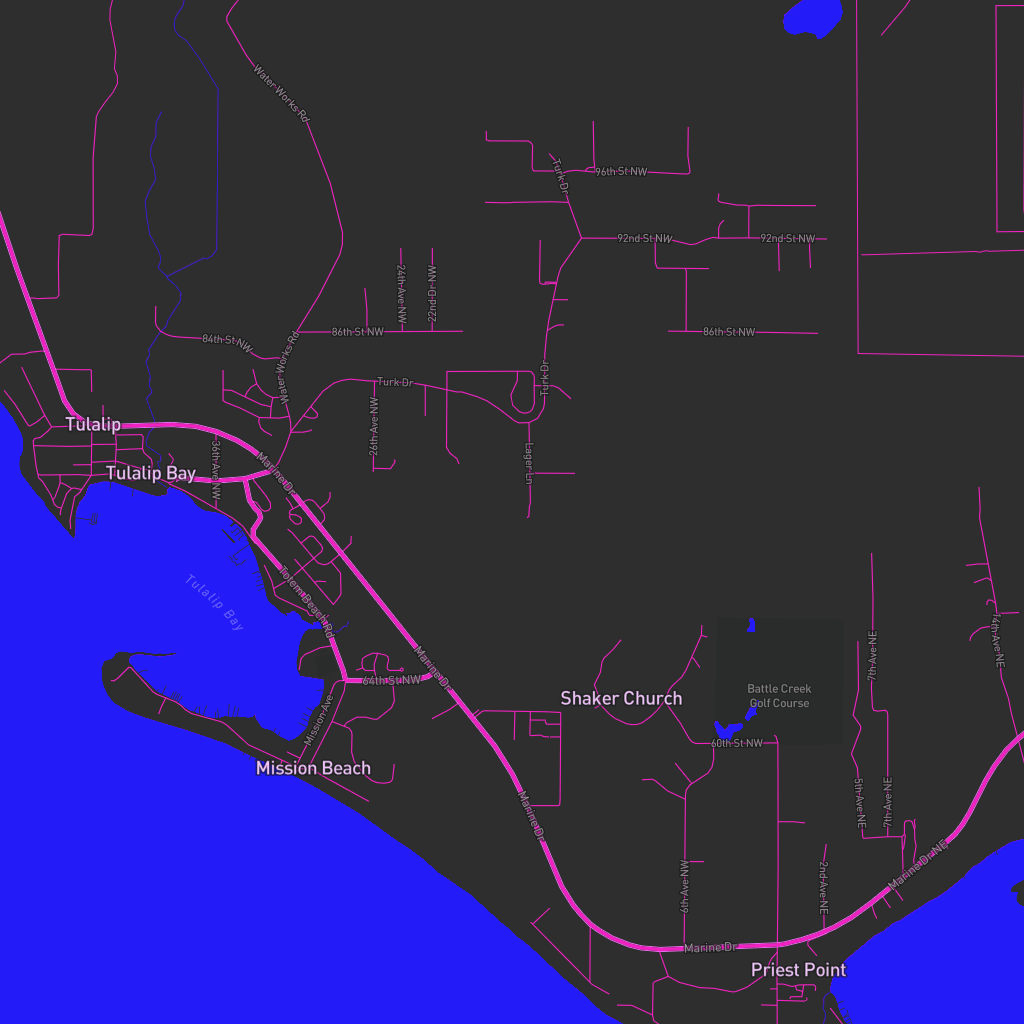 Water Works Rd
Turk Dr
96th St NW
92nd St NW
92nd St NW
24th Ave NW
22nd Dr NW
86th St NW
86th St NW
84th St NW
Water Works Rd
Turk Dr
Turk Dr
26th Ave NW
Tulalip
36th Ave NW
Marine Dr
Lager Ln
Tulalip Bay
Tulalip Bay
Totem Beach Rd
7th Ave NE
14th Ave NE
Marine Dr
64th St NW
Shaker Church
Battle Creek
Golf Course
Mission Ave
60th St NW
Mission Beach
Marine Dr
5th Ave NE
7th Ave NE
6th Ave NW
2nd Ave NE
Marine Dr NE
Marine Dr
Priest Point